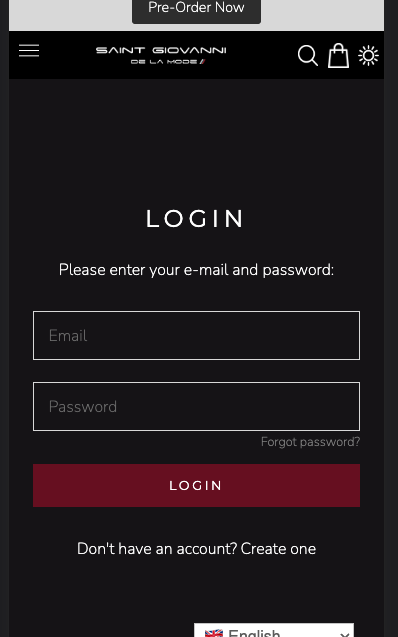 Pre-Order Now
SAINT GIOVANNI
DE LA MODE
LOGIN
Please enter your e-mail and password:
Email
Password
Forgot password?
LOGIN
Don't have an account? Create one
English